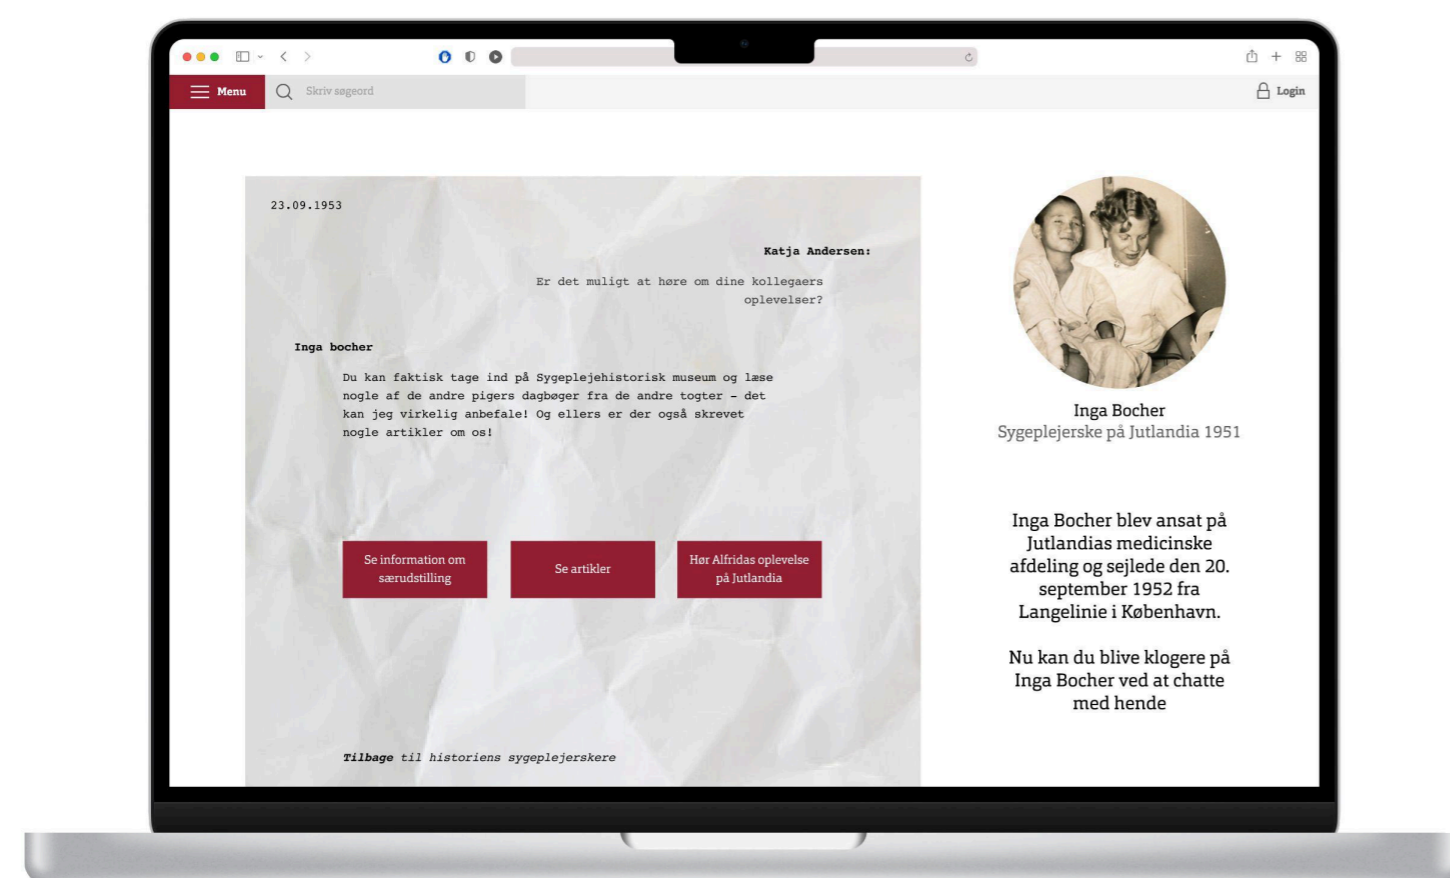 Menu
Skriv søgeord
Login
23.09.1953
Katja Andersen:
Er det muligt at høre om dine kollegaers
oplevelser?
Inga bocher
Du kan faktisk tage ind på Sygeplejehistorisk museum og læse
nogle af de andre pigers dagbøger fra de andre togter – det
kan jeg virkelig anbefale! Og ellers er der også skrevet
nogle artikler om os!
Se information om
særudstilling
Se artikler
Hør Alfridas oplevelse
på Jutlandia
Tilbage til historiens sygeplejerskere
Inga Bocher
Sygeplejerske på Jutlandia 1951
Inga Bocher blev ansat på
Jutlandias medicinske
afdeling og sejlede den 20.
september 1952 fra
Langelinie i København.
Nu kan du blive klogere på
Inga Bocher ved at chatte
med hende